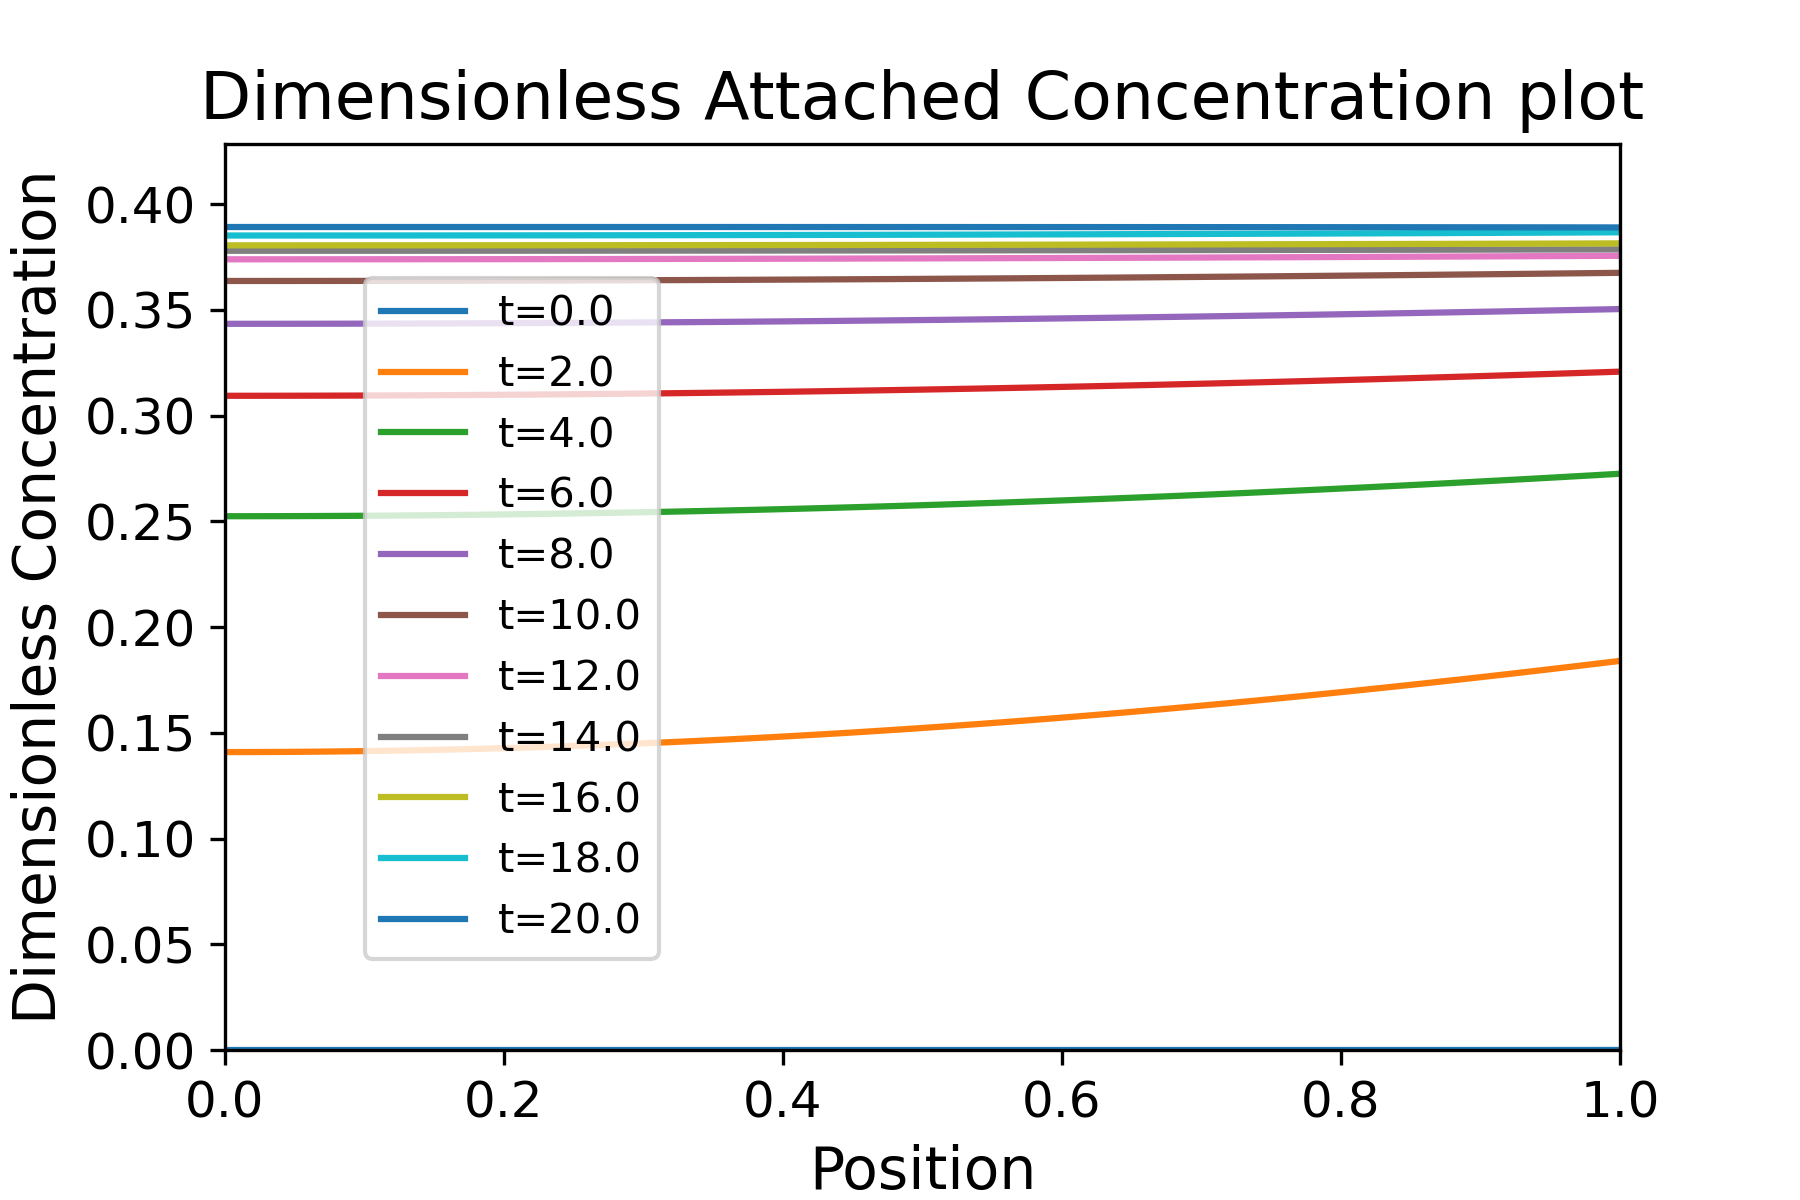 Dimensionless Attached Concentration plot
Dimensionless Concentration
0.40
0.35
0.30
0.25
0.20
0.15
0.10
0.05
0.00
t=0.0
t=2.0
t=4.0
t=6.0
t=8.0
t=10.0
t=12.0
t=14.0
t=16.0
t=18.0
t=20.0
0.0 0.2 0.4 0.6 0.8 1.0
Position